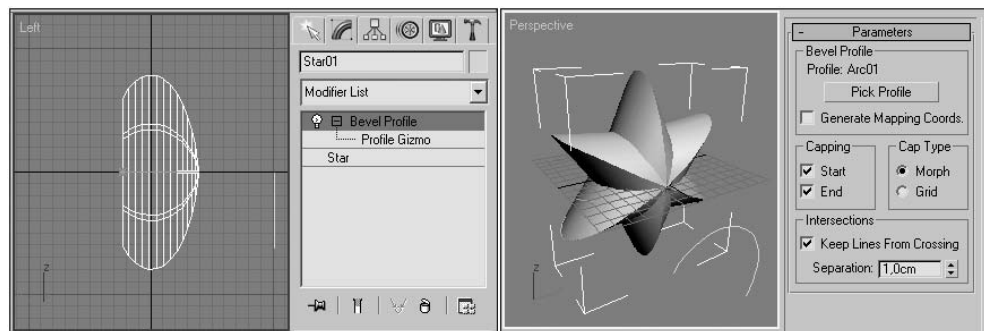 Left
z
Star01
Modifier List
Bevel Profile
Profile Gizmo
Star
Perspective
z
- Parameters
Bevel Profile
Profile: Arc01
Pick Profile
Generate Mapping Coords.
Capping
Start
End
Cap Type
Morph
Grid
Intersections
Keep Lines From Crossing
Separation: 1,0cm